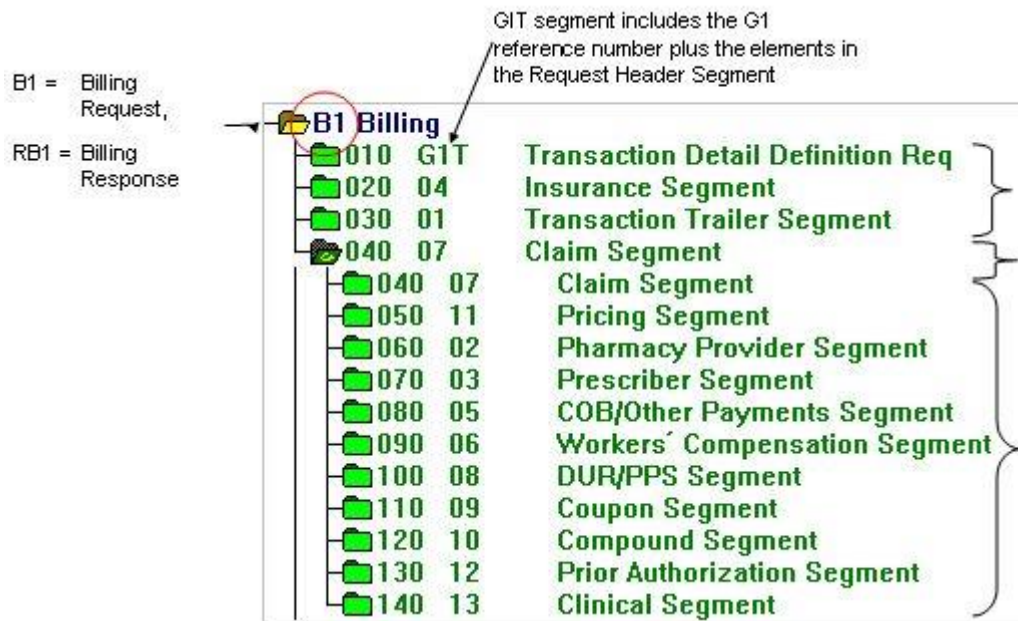 GIT segment includes the G1
reference number plus the elements in
the Request Header Segment
B1 = Billing
Request,
RB1 = Billing
Response
B1 Billing
010 G1T Transaction Detail Definition Req
020 04 Insurance Segment
030 01 Transaction Trailer Segment
040 07 Claim Segment
040 07 Claim Segment
050 11 Pricing Segment
060 02 Pharmacy Provider Segment
070 03 Prescriber Segment
080 05 COB/Other Payments Segment
090 06 Workers´ Compensation Segment
100 08 DUR/PPS Segment
110 09 Coupon Segment
120 10 Compound Segment
130 12 Prior Authorization Segment
140 13 Clinical Segment